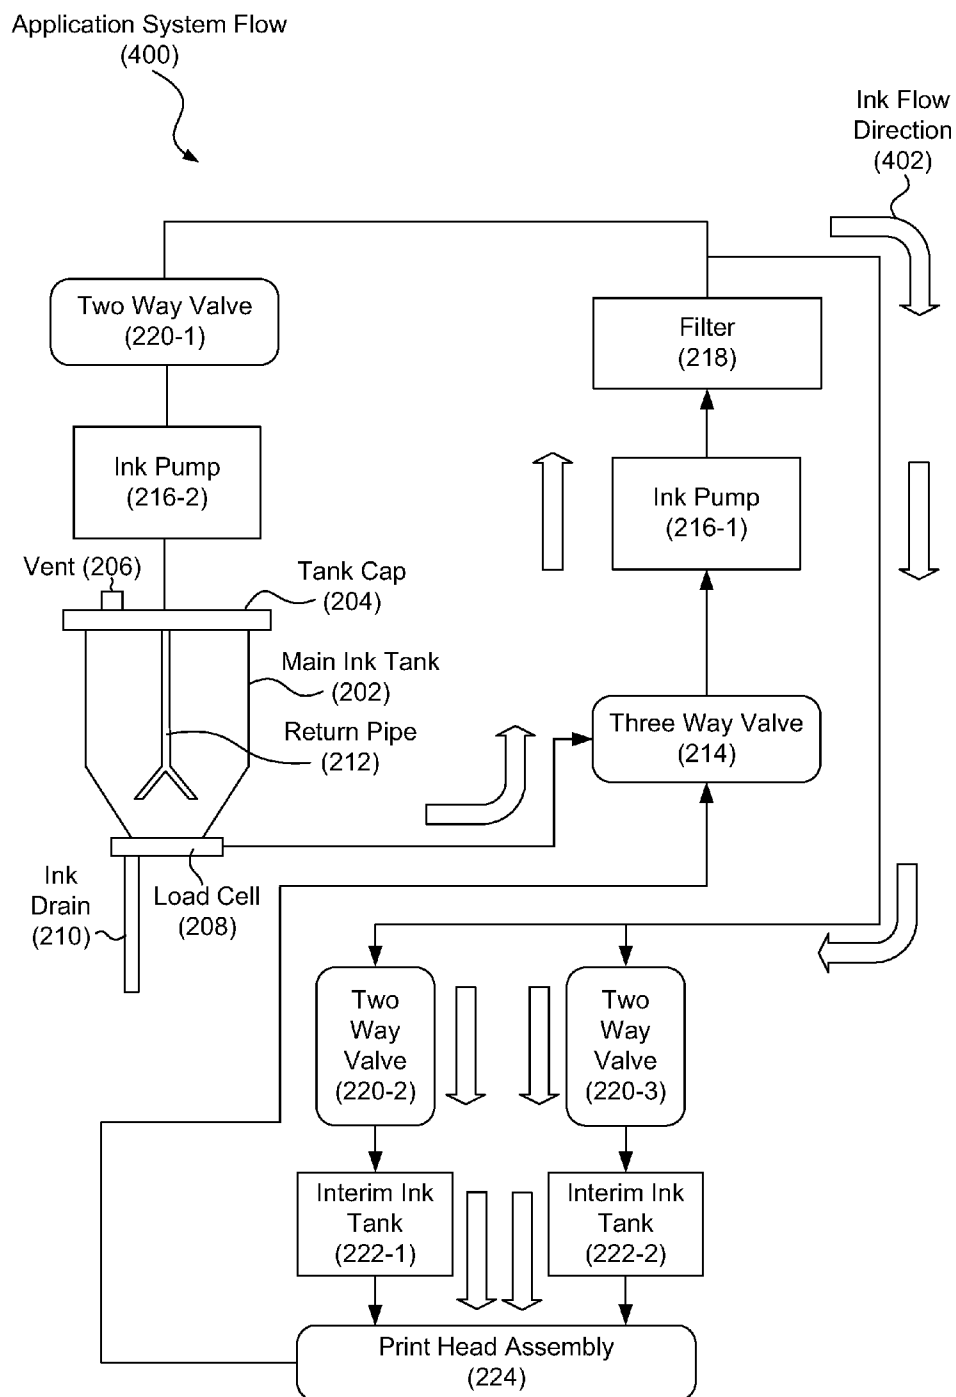 Application System Flow
(400)
Ink Flow
Direction
(402)
Two Way Valve
(220-1)
Filter
(218)
Ink Pump
(216-2)
Ink Pump
(216-1)
Vent (206)
Tank Cap
(204)
Main Ink Tank
(202)
Return Pipe
(212)
Three Way Valve
(214)
Ink
Drain
(210)
Load Cell
(208)
Two
Way
Valve
(220-2)
Two
Way
Valve
(220-3)
Interim Ink
Tank
(222-1)
Interim Ink
Tank
(222-2)
Print Head Assembly
(224)